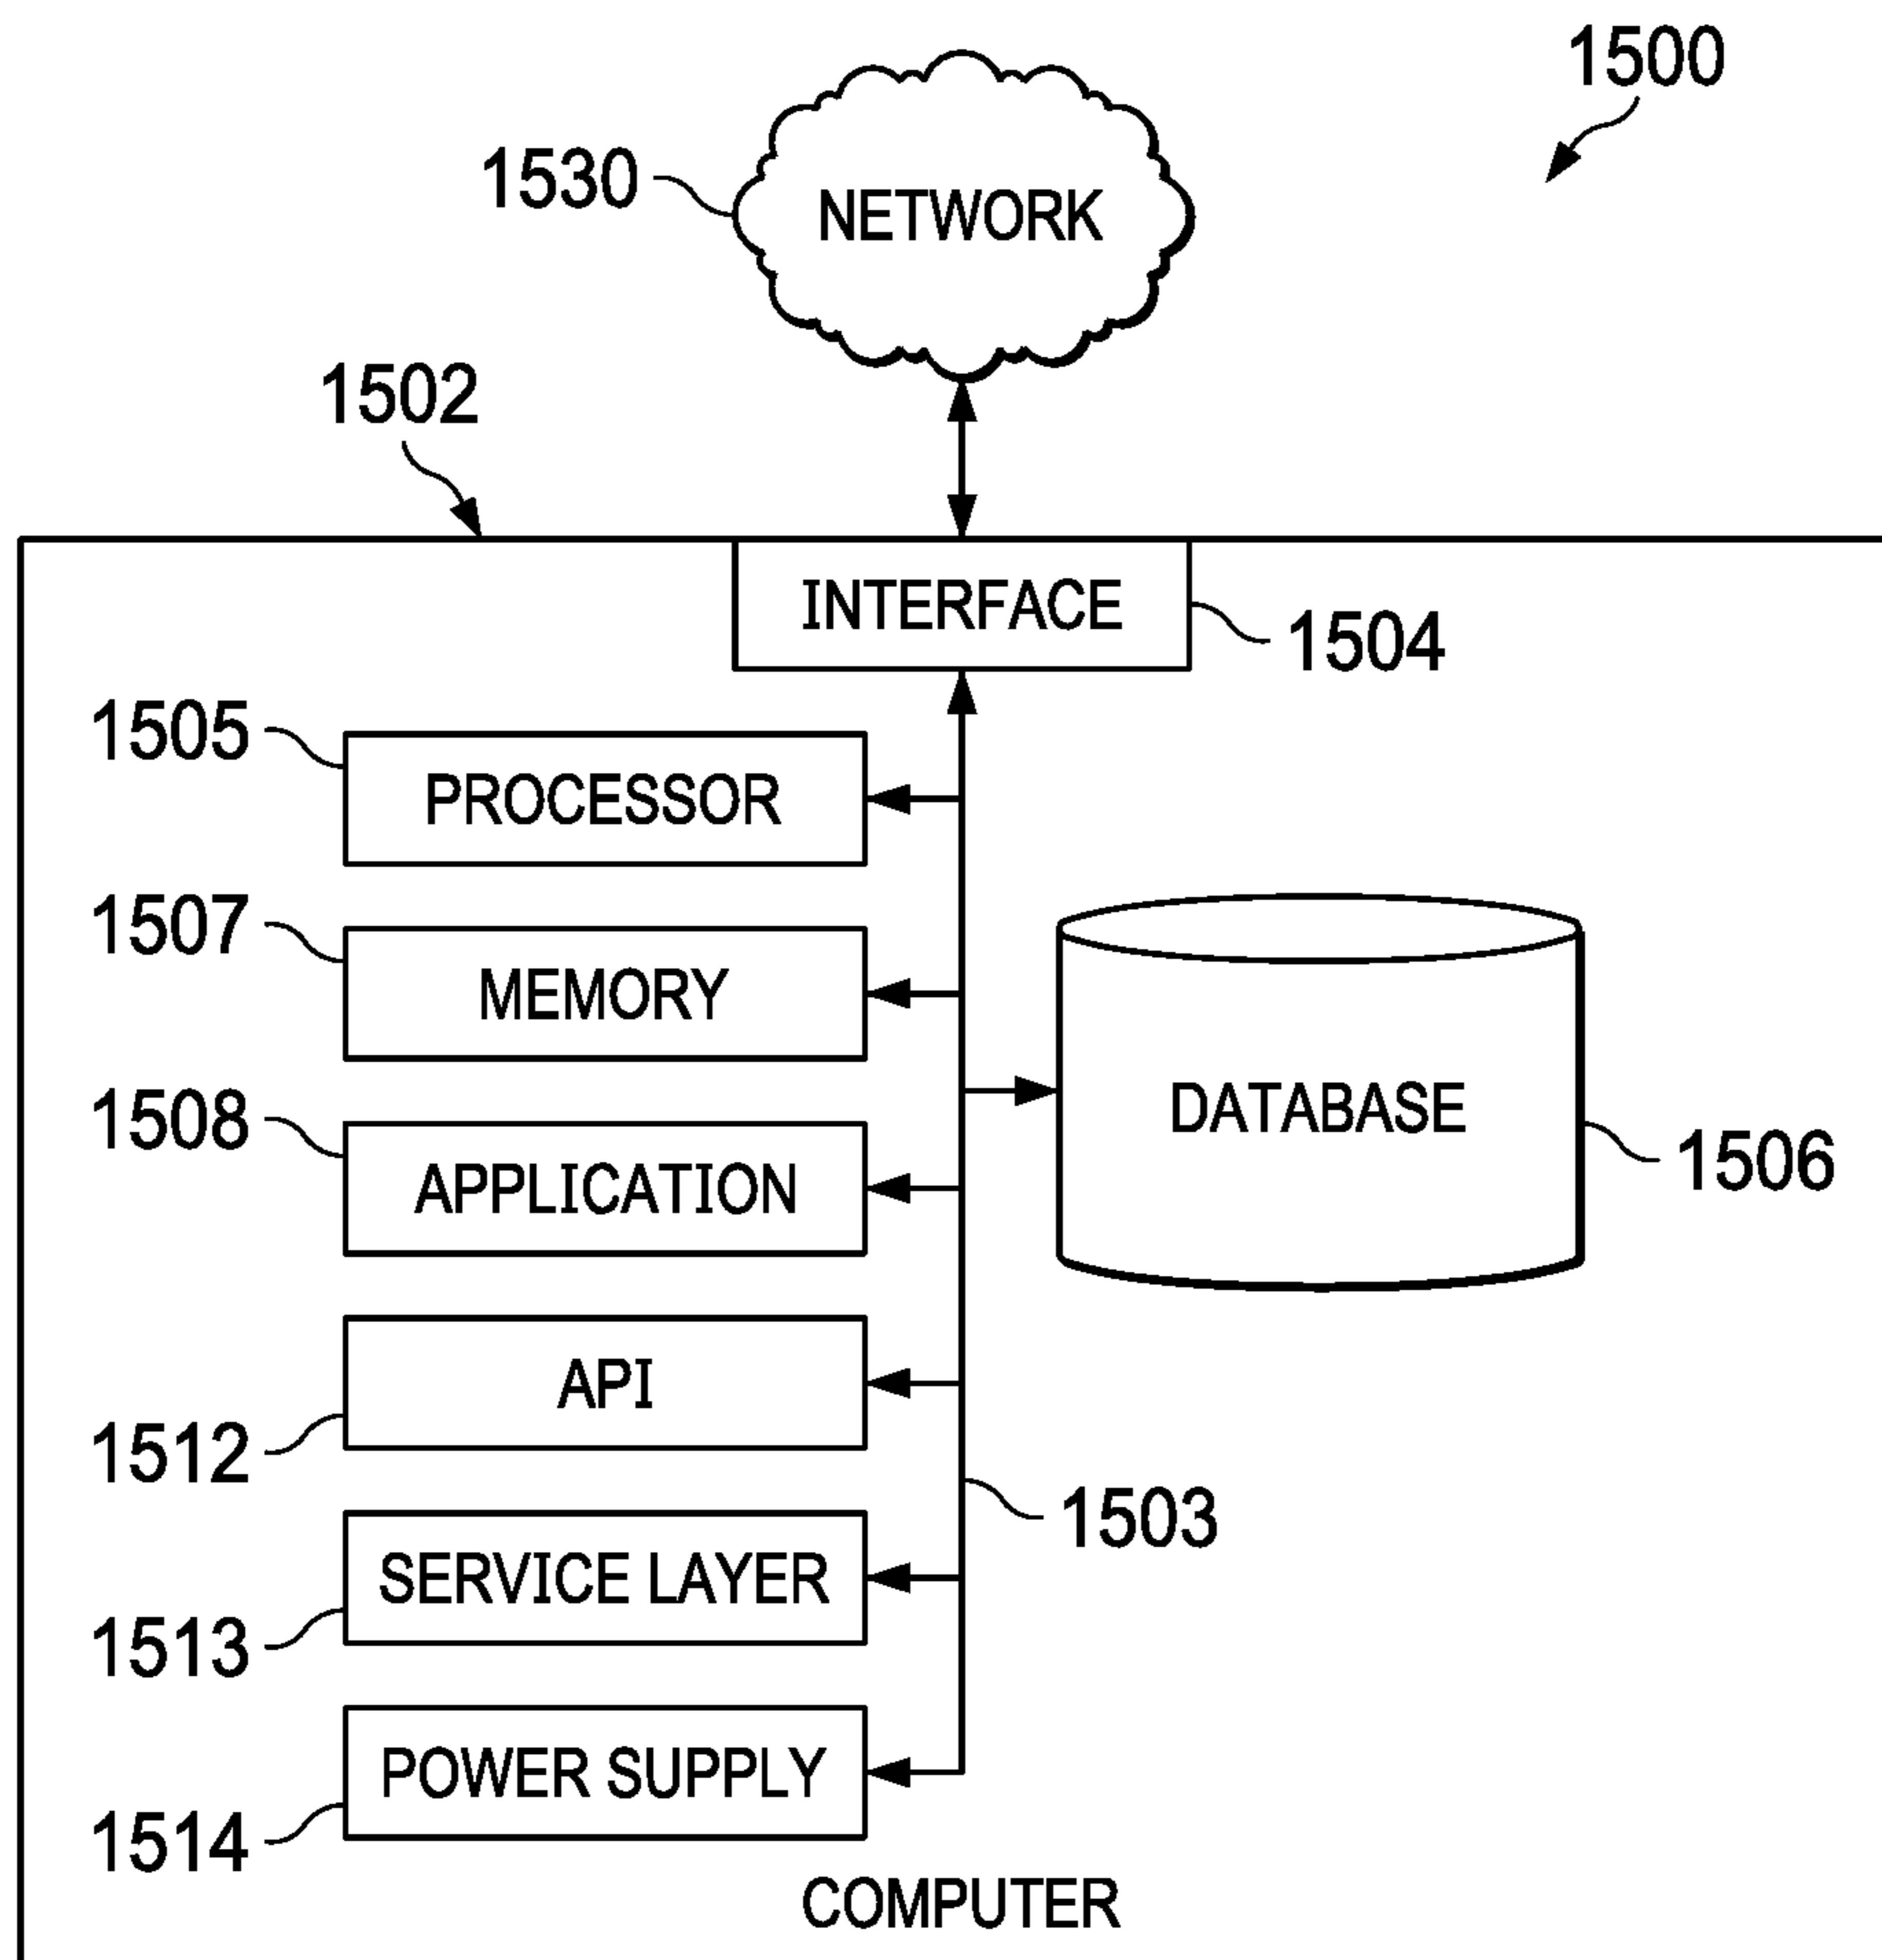 1500
1530
NETWORK
1502
INTERFACE
1504
1505
PROCESSOR
1507
MEMORY
1508
APPLICATION
DATABASE
1506
API
1512
1503
SERVICE LAYER
1513
POWER SUPPLY
1514
COMPUTER